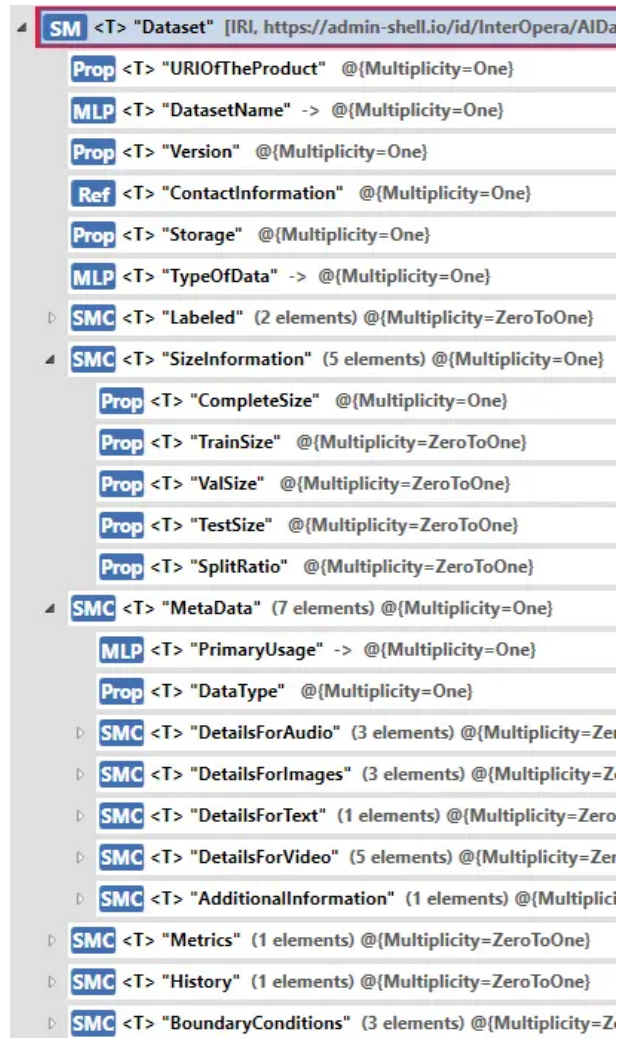 SM <T> "Dataset" [IRI, https://admin-shell.io/id/InterOpera/AIDa
Prop <T> "URIOfTheProduct" @{Multiplicity=One}
MLP <T> "DatasetName" -> @{Multiplicity=One}
Prop <T> "Version" @{Multiplicity=One}
Ref <T> "ContactInformation" @{Multiplicity=One}
Prop <T> "Storage" @{Multiplicity=One}
MLP <T> "TypeOfData" -> @{Multiplicity=One}
SMC <T> "Labeled" (2 elements) @{Multiplicity=ZeroToOne}
SMC <T> "SizeInformation" (5 elements) @{Multiplicity=One}
Prop <T> "CompleteSize" @{Multiplicity=One}
Prop <T> "TrainSize" @{Multiplicity=ZeroToOne}
Prop <T> "ValSize" @{Multiplicity=ZeroToOne}
Prop <T> "TestSize" @{Multiplicity=ZeroToOne}
Prop <T> "SplitRatio" @{Multiplicity=ZeroToOne}
SMC <T> "MetaData" (7 elements) @{Multiplicity=One}
MLP <T> "PrimaryUsage" -> @{Multiplicity=One}
Prop <T> "DataType" @{Multiplicity=One}
SMC <T> "DetailsForAudio" (3 elements) @{Multiplicity=Zer
SMC <T> "DetailsForImages" (3 elements) @{Multiplicity=Z
SMC <T> "DetailsForText" (1 elements) @{Multiplicity=Zero
SMC <T> "DetailsForVideo" (5 elements) @{Multiplicity=Zer
SMC <T> "AdditionalInformation" (1 elements) @{Multiplici
SMC <T> "Metrics" (1 elements) @{Multiplicity=ZeroToOne}
SMC <T> "History" (1 elements) @{Multiplicity=ZeroToOne}
SMC <T> "BoundaryConditions" (3 elements) @{Multiplicity=Z